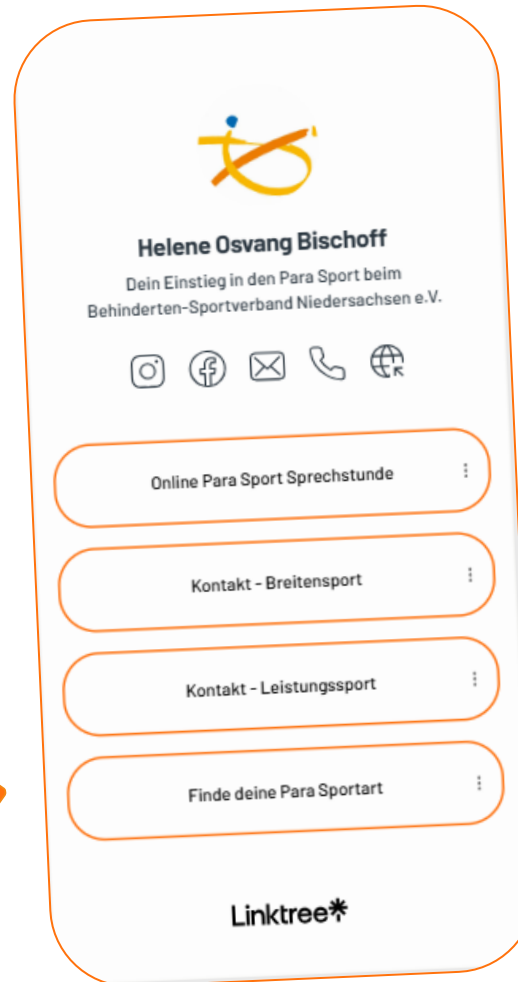 Helene Osvang Bischoff
Dein Einstieg in den Para Sport beim
Behinderten-Sportverband Niedersachsen e.V.
Online Para Sport Sprechstunde
Kontakt - Breitensport
Kontakt - Leistungssport
Finde deine Para Sportart
Linktree*